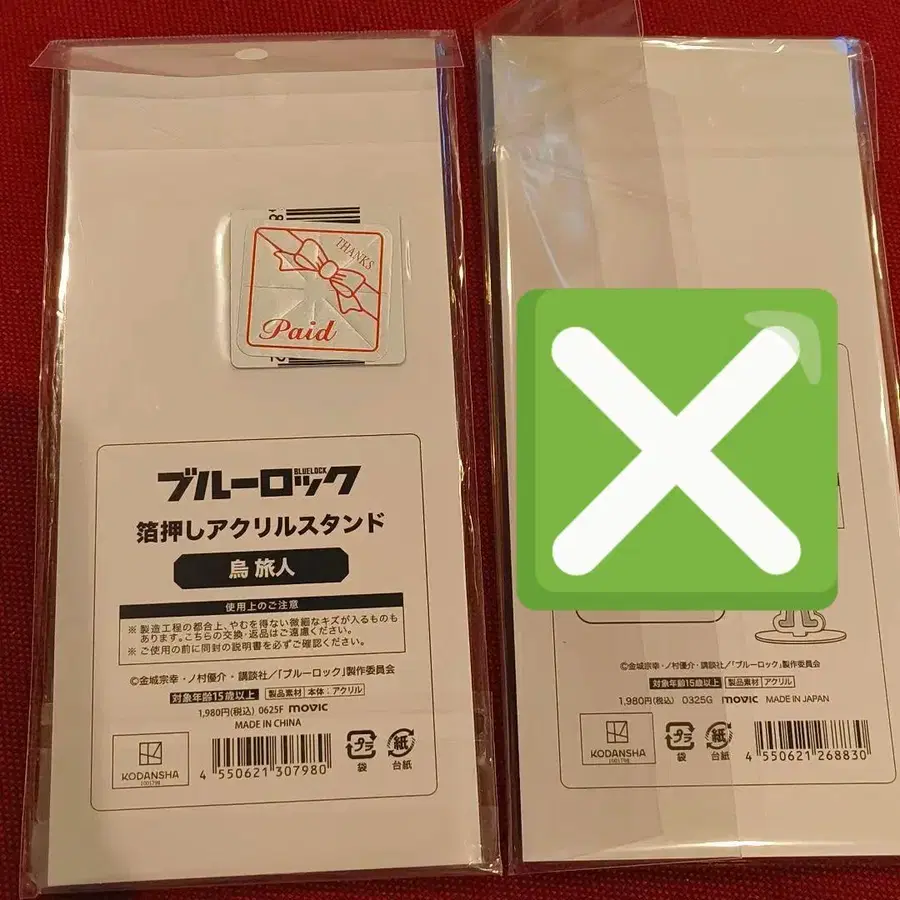 THANKS
Paid
ブルーロック
BLUELOCK
箔押しアクリルスタンド
烏 旅人
使用上のご注意
※ 製造工程の都合上、やむを得ない微細なキズが入るものも
あります。こちらの交換・返品はご遠慮ください。
※ ご使用の前に同封の説明書を必ずご確認ください。
©金城宗幸・ノ村優介・講談社/「ブルーロック」製作委員会
対象年齢15歳以上 製品素材 本体:アクリル
1,980円(税込) 0625F movic
MADE IN CHINA
KODANSHA
1005798
4 550621 307980
プラ
袋
紙
台紙
©金城宗幸・ノ村優介・講談社/「ブルーロック」製作委員会
対象年齢15歳以上 製品素材 アクリル
1,980円(税込) 0325G movic MADE IN JAPAN
KODANSHA
1005798
プラ
袋
紙
台紙
4 550621 268830